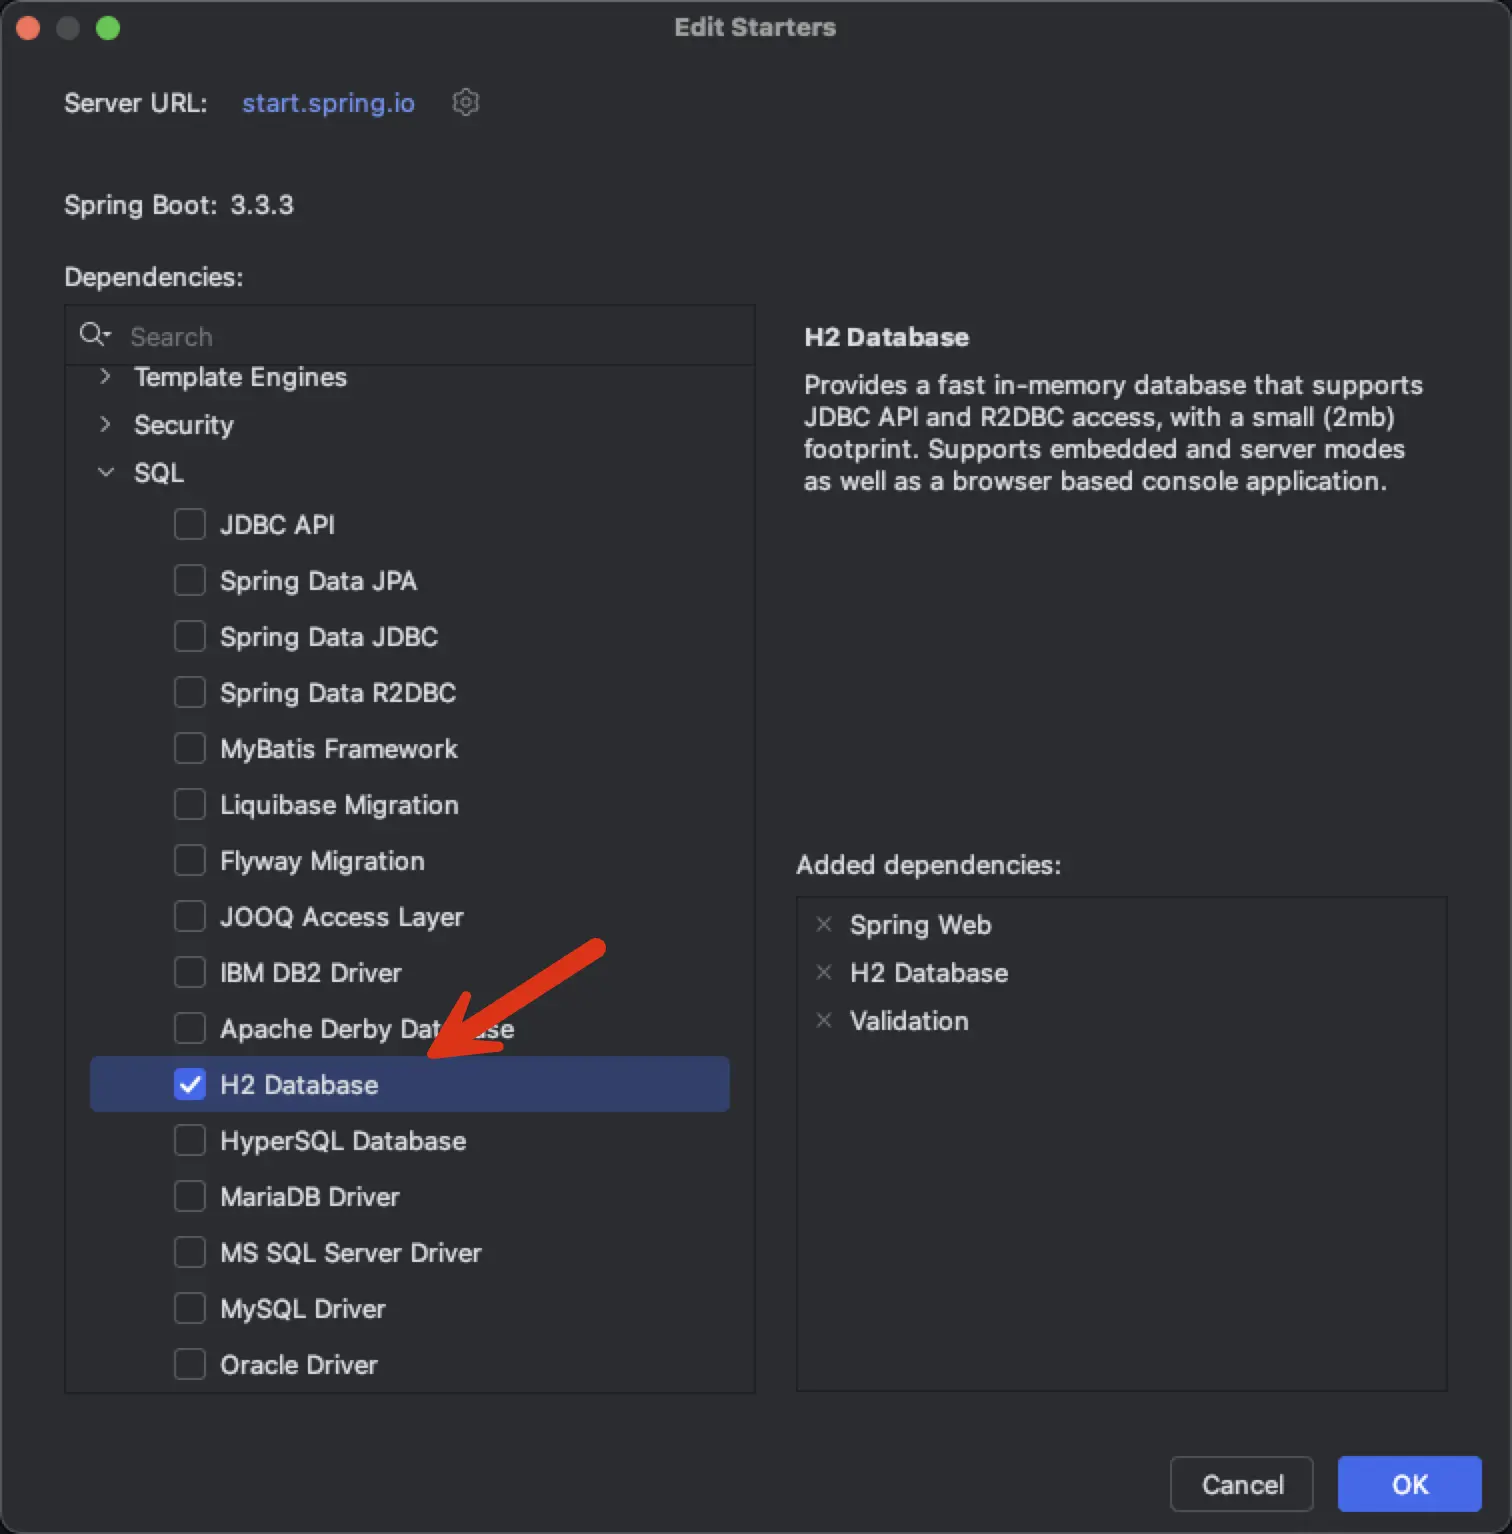 Edit Starters
Server URL: start.spring.io
Spring Boot: 3.3.3
Dependencies:
Search
Template Engines
Security
SQL
JDBC API
Spring Data JPA
Spring Data JDBC
Spring Data R2DBC
MyBatis Framework
Liquibase Migration
Flyway Migration
JOOQ Access Layer
IBM DB2 Driver
Apache Derby Database
H2 Database
HyperSQL Database
MariaDB Driver
MS SQL Server Driver
MySQL Driver
Oracle Driver
H2 Database
Provides a fast in-memory database that supports
JDBC API and R2DBC access, with a small (2mb)
footprint. Supports embedded and server modes
as well as a browser based console application.
Added dependencies:
Spring Web
H2 Database
Validation
Cancel
OK